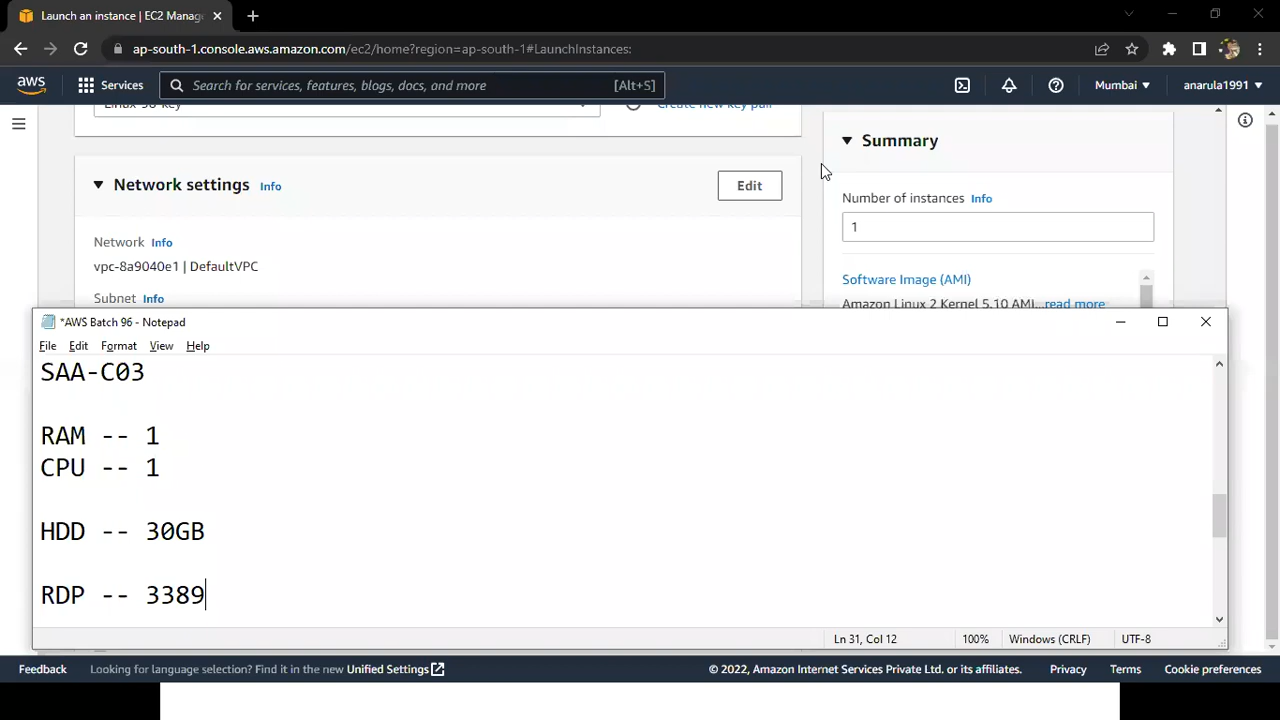 Launch an instance | EC2 Manag
ap-south-1.console.aws.amazon.com/ec2/home?region=ap-south-1#LaunchInstances:
aws
Services
Search for services, features, blogs, docs, and more
[Alt+S]
Mumbai
anarula1991
Create new key pair
Network settings
Info
Edit
Network
Info
vpc-8a9040e1 | DefaultVPC
Subnet
Info
Summary
Number of instances
Info
1
Software Image (AMI)
Amazon Linux 2 Kernel 5.10 AMI...read more
*AWS Batch 96 - Notepad
File Edit Format View Help
SAA-C03
RAM -- 1
CPU -- 1
HDD -- 30GB
RDP -- 3389
Ln 31, Col 12
100%
Windows (CRLF)
UTF-8
Feedback
Looking for language selection? Find it in the new Unified Settings
© 2022, Amazon Internet Services Private Ltd. or its affiliates.
Privacy
Terms
Cookie preferences